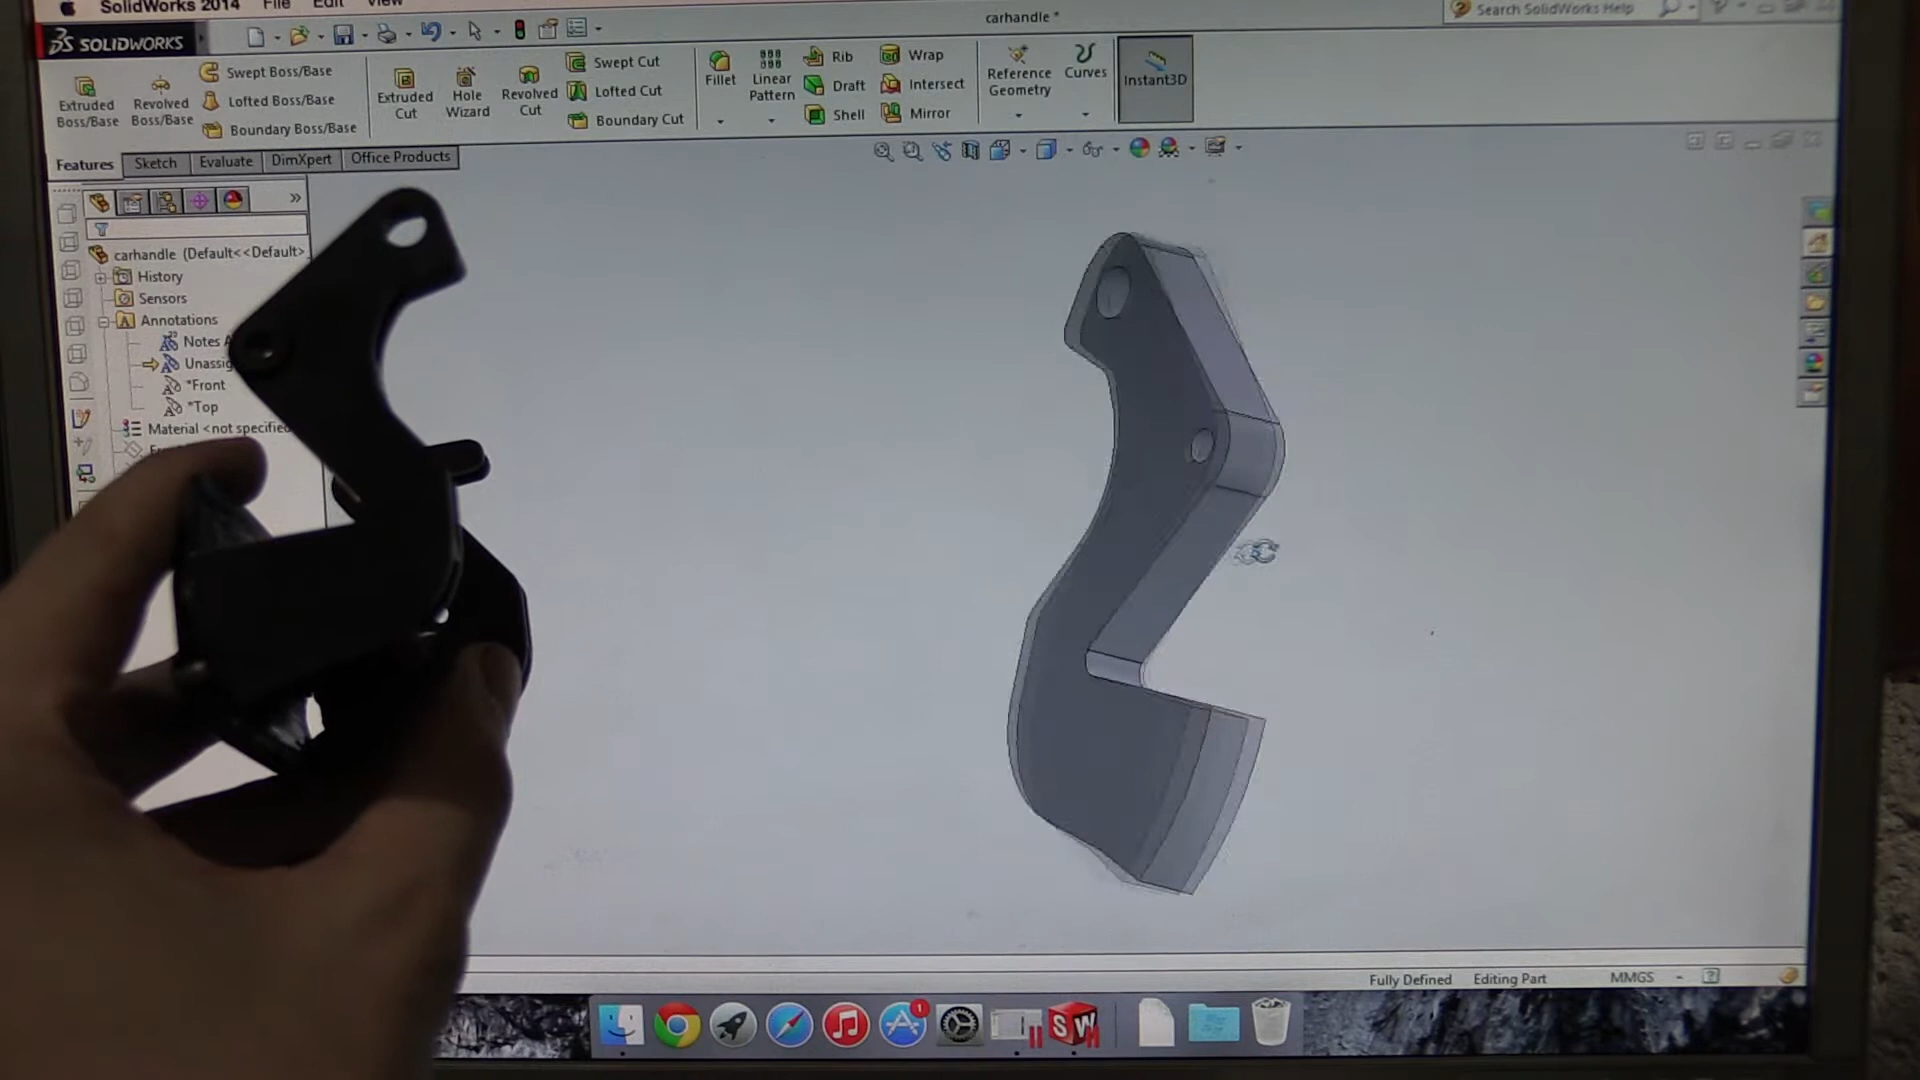 SolidWorks 2014 File Edit View
SOLIDWORKS
carhandle *
Search SolidWorks Help
Extruded Boss/Base
Revolved Boss/Base
Swept Boss/Base
Lofted Boss/Base
Boundary Boss/Base
Extruded Cut
Hole Wizard
Revolved Cut
Swept Cut
Lofted Cut
Boundary Cut
Fillet
Linear Pattern
Rib
Draft
Shell
Wrap
Intersect
Mirror
Reference Geometry
Curves
Instant3D
Features Sketch Evaluate DimXpert Office Products
carhandle (Default<<Default>
History
Sensors
Annotations
Notes A
Unassig
*Front
*Top
Material <not specified
Fully Defined Editing Part MMGS
1
SW